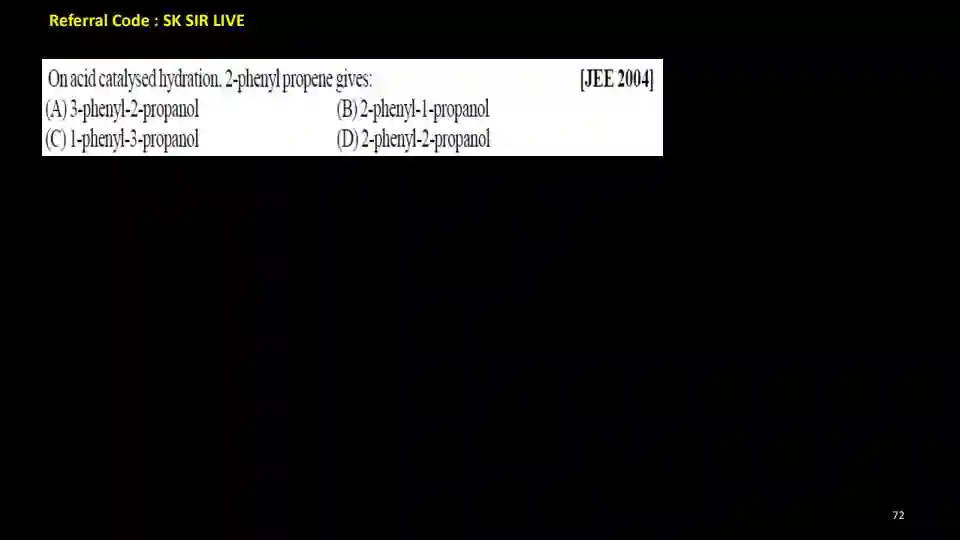 Referral Code : SK SIR LIVE
On acid catalysed hydration. 2-phenyl propene gives: [JEE 2004]
(A) 3-phenyl-2-propanol (B) 2-phenyl-1-propanol
(C) 1-phenyl-3-propanol (D) 2-phenyl-2-propanol
72